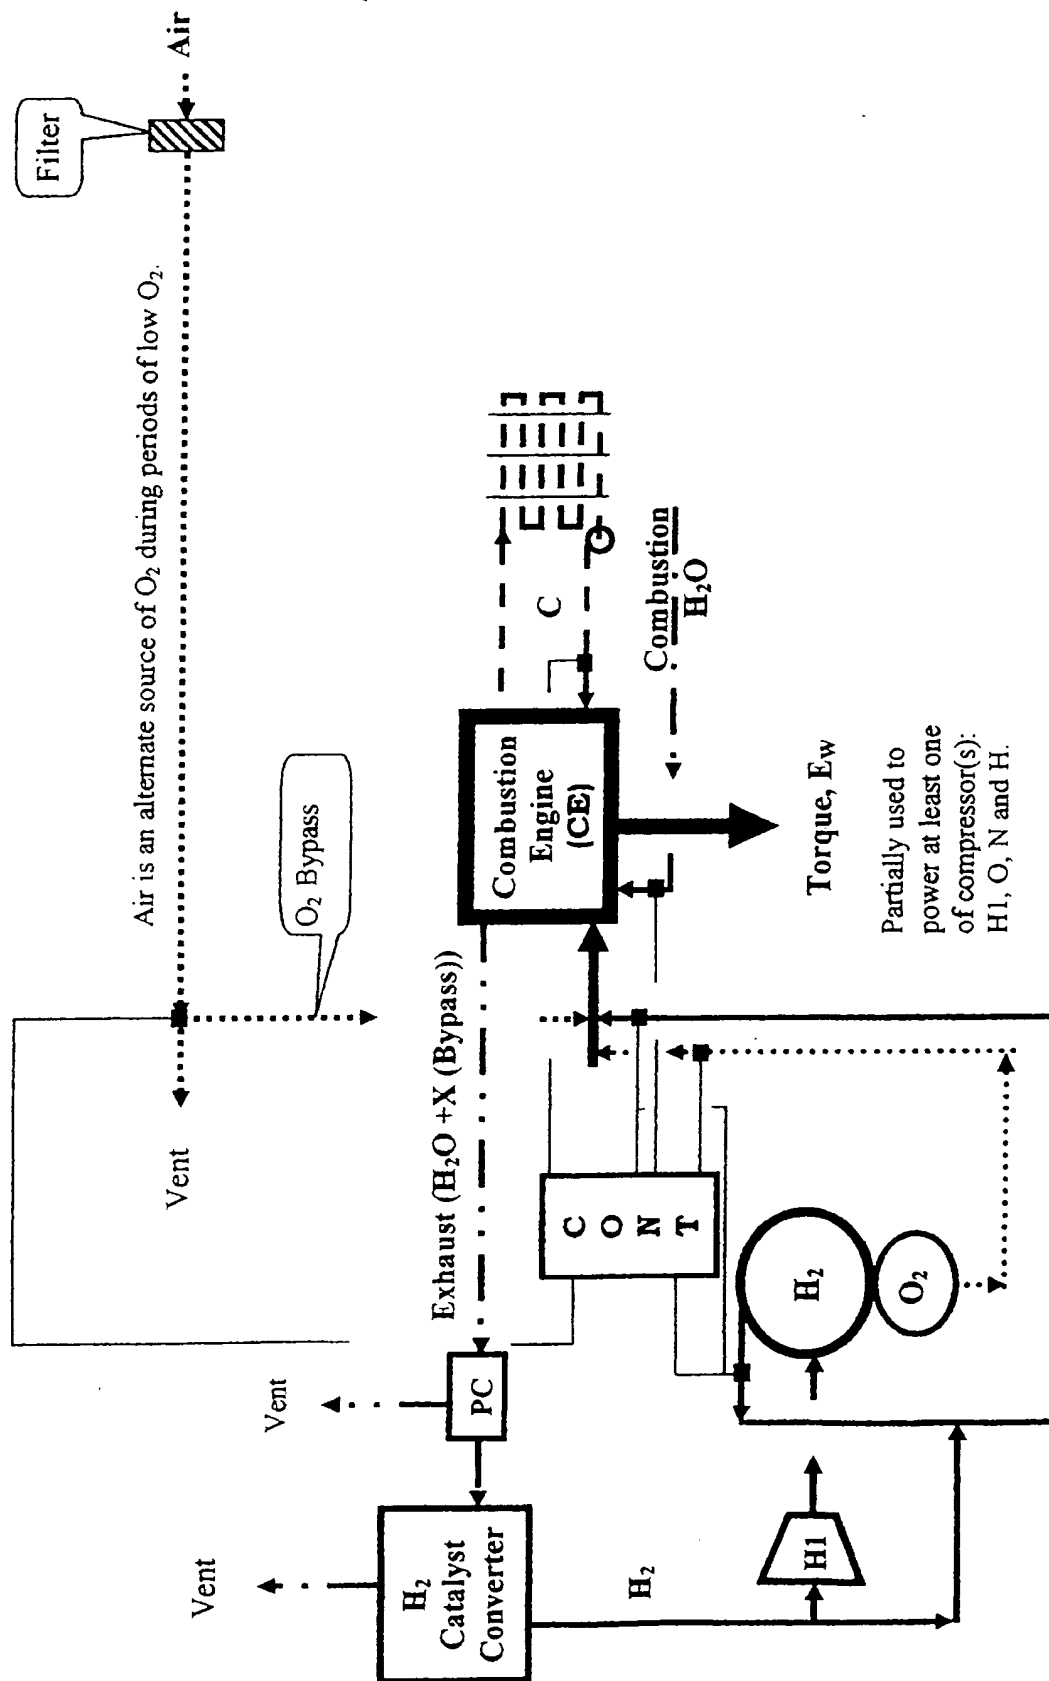 Filter
Air
Air is an alternate source of O₂ during periods of low O₂.
O₂ Bypass
Vent
Exhaust (H₂O +X (Bypass))
Combustion
Engine
(CE)
C
Combustion
H₂O
Torque, Ew
Partially used to
power at least one
of compressor(s):
H1, O, N and H.
Vent
PC
C
O
N
T
Vent
H₂
Catalyst
Converter
H₂
H1
H₂
O₂